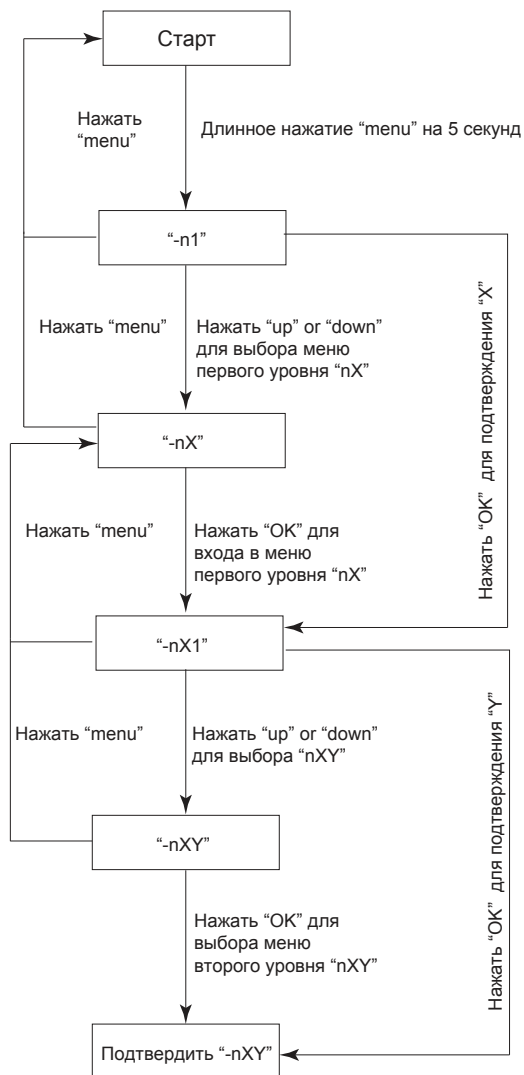 Старт
Нажать
“menu”
Длинное нажатие “menu” на 5 секунд
“-n1”
Нажать “menu”
Нажать “up” or “down”
для выбора меню
первого уровня “nX”
Нажать “OK” для подтверждения “X”
“-nX”
Нажать “menu”
Нажать “OK” для
входа в меню
первого уровня “nX”
“-nX1”
Нажать “menu”
Нажать “up” or “down”
для выбора “nXY”
Нажать “OK” для подтверждения “Y”
“-nXY”
Нажать “OK” для
выбора меню
второго уровня “nXY”
Подтвердить “-nXY”